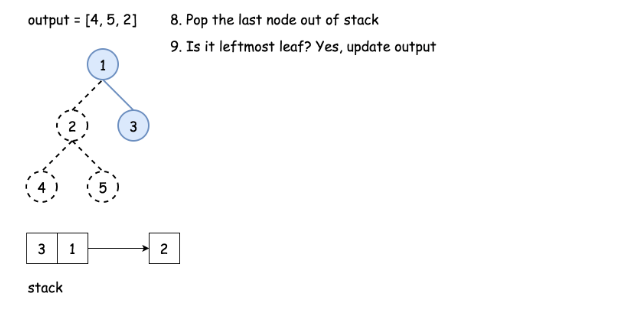 output = [4, 5, 2]
8. Pop the last node out of stack
9. Is it leftmost leaf? Yes, update output
1
2
3
4
5
3 1 2
stack